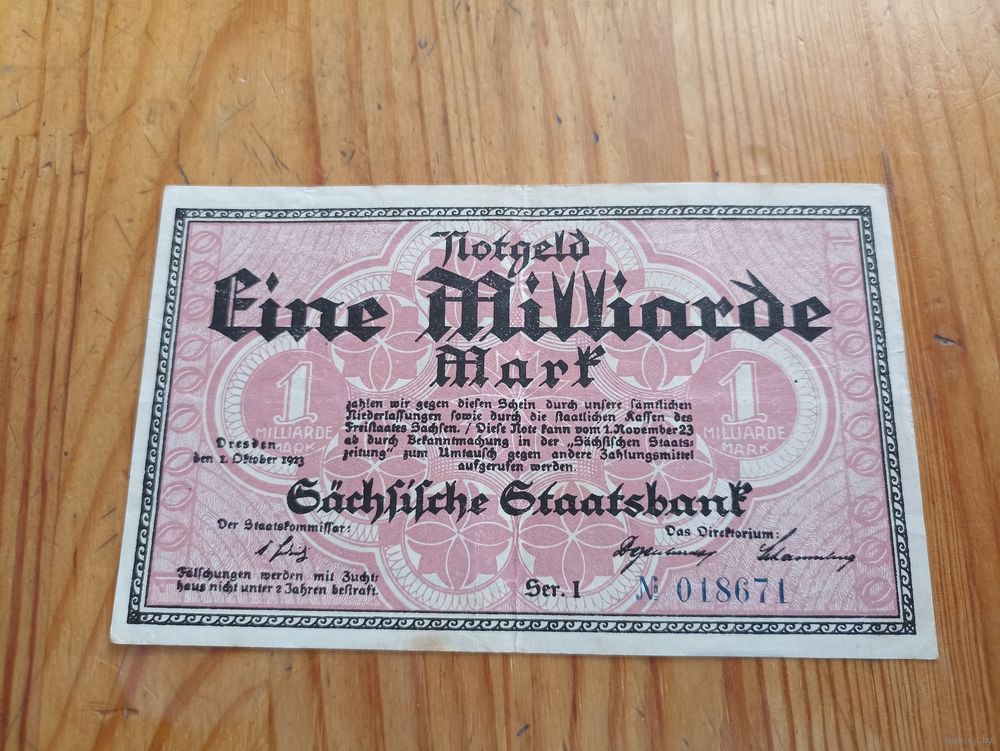 Notgeld
Eine Milliarde
Mark
zahlen wir gegen diesen Schein durch unsere sämtlichen
Niederlassungen sowie durch die staatlichen Kassen des
Freistaates Sachsen. / Diese Note kann vom 1. November 23
ab durch Bekanntmachung in der „Sächsischen Staats-
zeitung" zum Umtausch gegen andere Zahlungsmittel
aufgerufen werden.
1
MILLIARDE
MARK
1
MILLIARDE
MARK
Dresden,
den 1. Oktober 1923
Sächsische Staatsbank
Der Staatskommissar:
Das Direktorium:
Fälschungen werden mit Zucht-
haus nicht unter 2 Jahren bestraft.
Ser. I
№ 018671
1000000000
1000000000